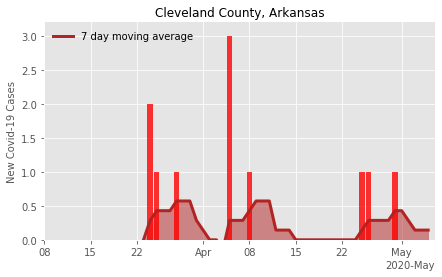 Cleveland County, Arkansas
7 day moving average
New Covid-19 Cases
3.0
2.5
2.0
1.5
1.0
0.5
0.0
08 15 22 Apr 08 15 22 May
2020-May